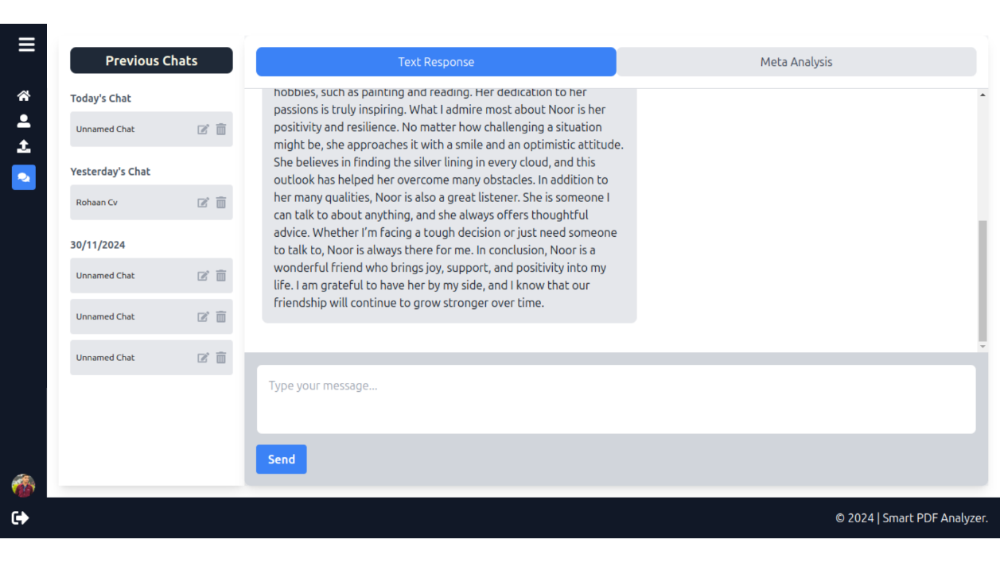 Previous Chats
Today's Chat
Unnamed Chat
Yesterday's Chat
Rohaan Cv
30/11/2024
Unnamed Chat
Unnamed Chat
Unnamed Chat
Text Response
Meta Analysis
hobbies, such as painting and reading. Her dedication to her
passions is truly inspiring. What I admire most about Noor is her
positivity and resilience. No matter how challenging a situation
might be, she approaches it with a smile and an optimistic attitude.
She believes in finding the silver lining in every cloud, and this
outlook has helped her overcome many obstacles. In addition to
her many qualities, Noor is also a great listener. She is someone I
can talk to about anything, and she always offers thoughtful
advice. Whether I'm facing a tough decision or just need someone
to talk to, Noor is always there for me. In conclusion, Noor is a
wonderful friend who brings joy, support, and positivity into my
life. I am grateful to have her by my side, and I know that our
friendship will continue to grow stronger over time.
Type your message...
Send
© 2024 | Smart PDF Analyzer.